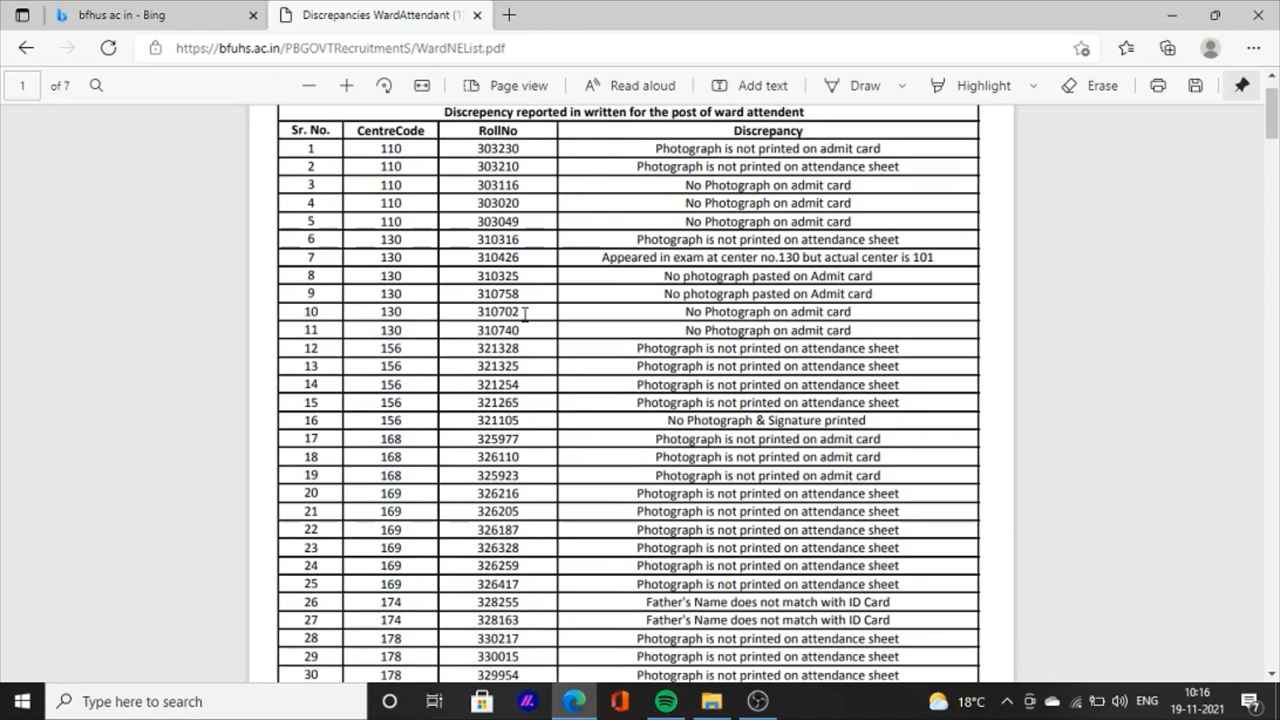 bfhus ac in - Bing
Discrepancies WardAttendant (1
https://bfuhs.ac.in/PBGOVTRecruitmentS/WardNEList.pdf
1 of 7 Page view Read aloud Add text Draw Highlight Erase
Discrepancy reported in written for the post of ward attendent
Sr. No. CentreCode RollNo Discrepancy
1 110 303230 Photograph is not printed on admit card
2 110 303210 Photograph is not printed on attendance sheet
3 110 303116 No Photograph on admit card
4 110 303020 No Photograph on admit card
5 110 303049 No Photograph on admit card
6 130 310316 Photograph is not printed on attendance sheet
7 130 310426 Appeared in exam at center no.130 but actual center is 101
8 130 310325 No photograph pasted on Admit card
9 130 310758 No photograph pasted on Admit card
10 130 310702 No Photograph on admit card
11 130 310740 No Photograph on admit card
12 156 321328 Photograph is not printed on attendance sheet
13 156 321325 Photograph is not printed on attendance sheet
14 156 321254 Photograph is not printed on attendance sheet
15 156 321265 Photograph is not printed on attendance sheet
16 156 321105 No Photograph & Signature printed
17 168 325977 Photograph is not printed on admit card
18 168 326110 Photograph is not printed on admit card
19 168 325923 Photograph is not printed on admit card
20 169 326216 Photograph is not printed on attendance sheet
21 169 326205 Photograph is not printed on attendance sheet
22 169 326187 Photograph is not printed on attendance sheet
23 169 326328 Photograph is not printed on attendance sheet
24 169 326259 Photograph is not printed on attendance sheet
25 169 326417 Photograph is not printed on attendance sheet
26 174 328255 Father's Name does not match with ID Card
27 174 328163 Father's Name does not match with ID Card
28 178 330217 Photograph is not printed on attendance sheet
29 178 330015 Photograph is not printed on attendance sheet
30 178 329954 Photograph is not printed on attendance sheet
Type here to search
18°C ENG 10:16
19-11-2021 7